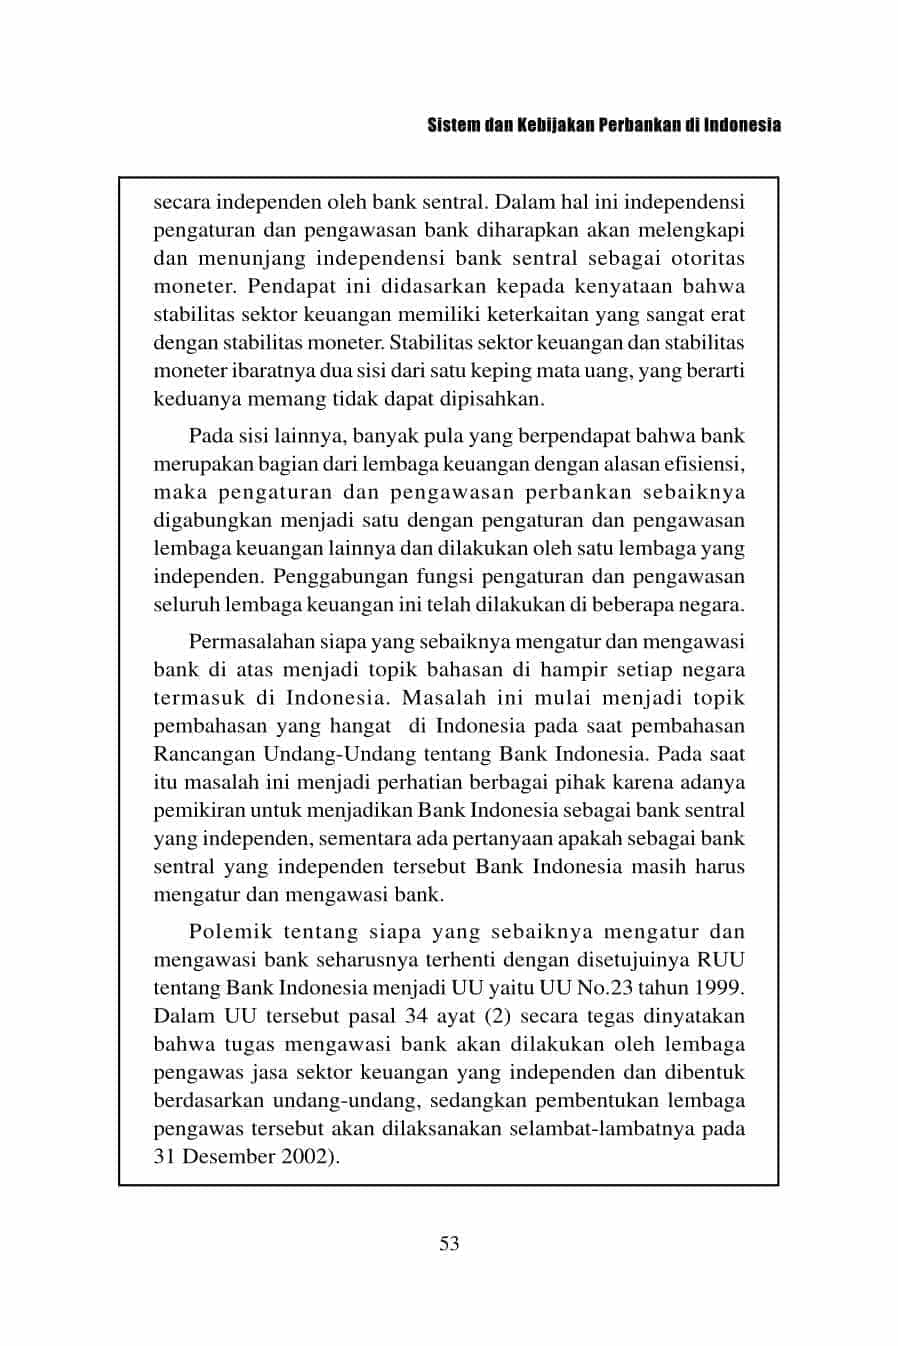 Sistem dan Kebijakan Perbankan di Indonesia
secara independen oleh bank sentral. Dalam hal ini independensi
pengaturan dan pengawasan bank diharapkan akan melengkapi
dan menunjang independensi bank sentral sebagai otoritas
moneter. Pendapat ini didasarkan kepada kenyataan bahwa
stabilitas sektor keuangan memiliki keterkaitan yang sangat erat
dengan stabilitas moneter. Stabilitas sektor keuangan dan stabilitas
moneter ibaratnya dua sisi dari satu keping mata uang, yang berarti
keduanya memang tidak dapat dipisahkan.
Pada sisi lainnya, banyak pula yang berpendapat bahwa bank
merupakan bagian dari lembaga keuangan dengan alasan efisiensi,
maka pengaturan dan pengawasan perbankan sebaiknya
digabungkan menjadi satu dengan pengaturan dan pengawasan
lembaga keuangan lainnya dan dilakukan oleh satu lembaga yang
independen. Penggabungan fungsi pengaturan dan pengawasan
seluruh lembaga keuangan ini telah dilakukan di beberapa negara.
Permasalahan siapa yang sebaiknya mengatur dan mengawasi
bank di atas menjadi topik bahasan di hampir setiap negara
termasuk di Indonesia. Masalah ini mulai menjadi topik
pembahasan yang hangat  di Indonesia pada saat pembahasan
Rancangan Undang-Undang tentang Bank Indonesia. Pada saat
itu masalah ini menjadi perhatian berbagai pihak karena adanya
pemikiran untuk menjadikan Bank Indonesia sebagai bank sentral
yang independen, sementara ada pertanyaan apakah sebagai bank
sentral yang independen tersebut Bank Indonesia masih harus
mengatur dan mengawasi bank.
Polemik tentang siapa yang sebaiknya mengatur dan
mengawasi bank seharusnya terhenti dengan disetujuinya RUU
tentang Bank Indonesia menjadi UU yaitu UU No.23 tahun 1999.
Dalam UU tersebut pasal 34 ayat (2) secara tegas dinyatakan
bahwa tugas mengawasi bank akan dilakukan oleh lembaga
pengawas jasa sektor keuangan yang independen dan dibentuk
berdasarkan undang-undang, sedangkan pembentukan lembaga
pengawas tersebut akan dilaksanakan selambat-lambatnya pada
31 Desember 2002).
53